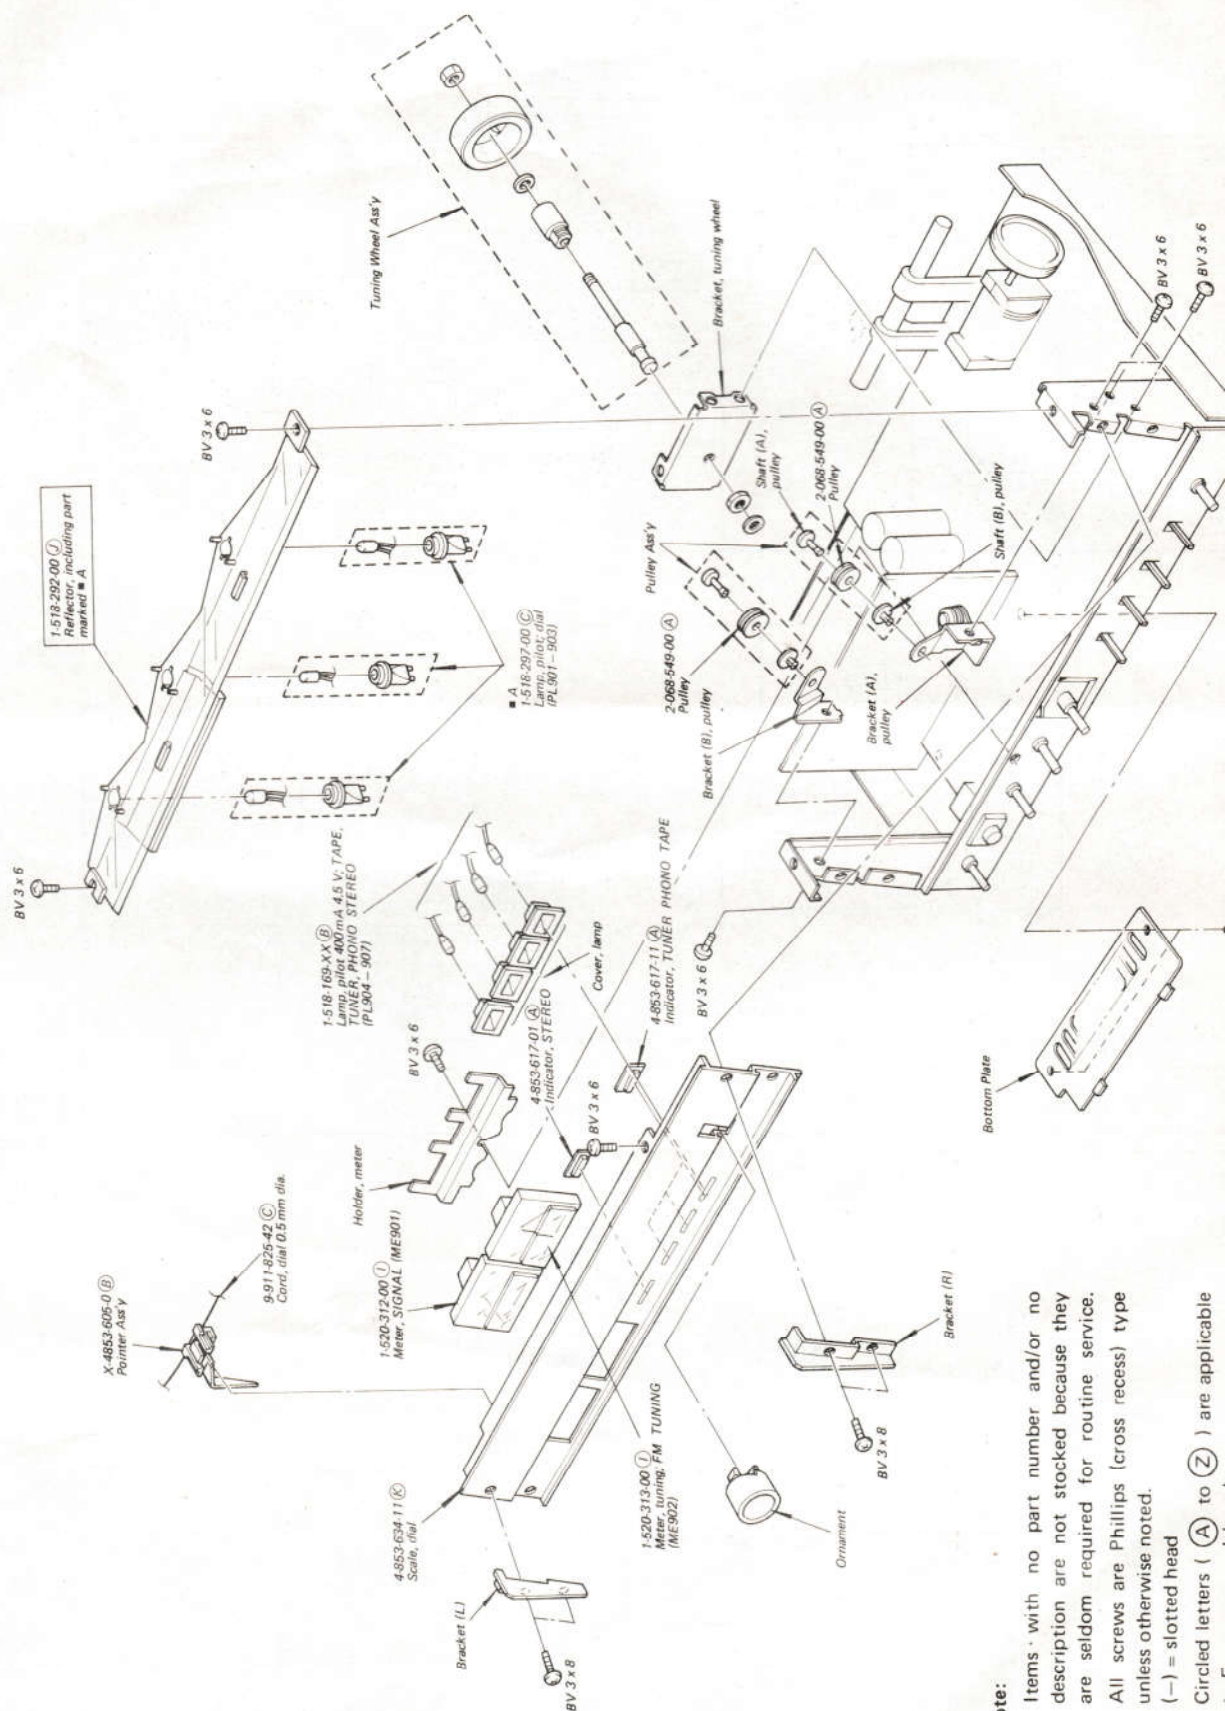 BV 3 x 6
1-518-292-00 Ⓙ
Reflector, including part
marked ■ A
BV 3 x 6
Tuning Wheel Ass'y
■ A
1-518-297-00 Ⓒ
Lamp, pilot; dial
(PL901 – 903)
1-518-169-XX Ⓑ
Lamp, pilot 400 mA 4.5 V; TAPE,
TUNER, PHONO STEREO
(PL904 – 907)
Pulley Ass'y
Shaft (A),
pulley
2-068-549-00 Ⓐ
Pulley
Bracket, tuning wheel
2-068-549-00 Ⓐ
Pulley
Bracket (B), pulley
Shaft (B), pulley
Bracket (A),
pulley
BV 3 x 6
BV 3 x 6
X-4853-605-0 Ⓑ
Pointer Ass'y
9-911-825-42 Ⓒ
Cord, dial 0.5 mm dia.
Holder, meter
BV 3 x 6
4-853-617-01 Ⓐ
Indicator, STEREO
Cover, lamp
BV 3 x 6
4-853-617-11 Ⓐ
Indicator, TUNER PHONO TAPE
BV 3 x 6
1-520-312-00 Ⓘ
Meter, SIGNAL (ME901)
4-853-634-11 Ⓚ
Scale, dial
Bracket (L)
BV 3 x 8
1-520-313-00 Ⓘ
Meter, tuning; FM TUNING
(ME902)
Ornament
BV 3 x 8
Bracket (R)
Bottom Plate
ote:
Items with no part number and/or no
description are not stocked because they
are seldom required for routine service.
All screws are Phillips (cross recess) type
unless otherwise noted.
(−) = slotted head
Circled letters ( Ⓐ to Ⓩ ) are applicable